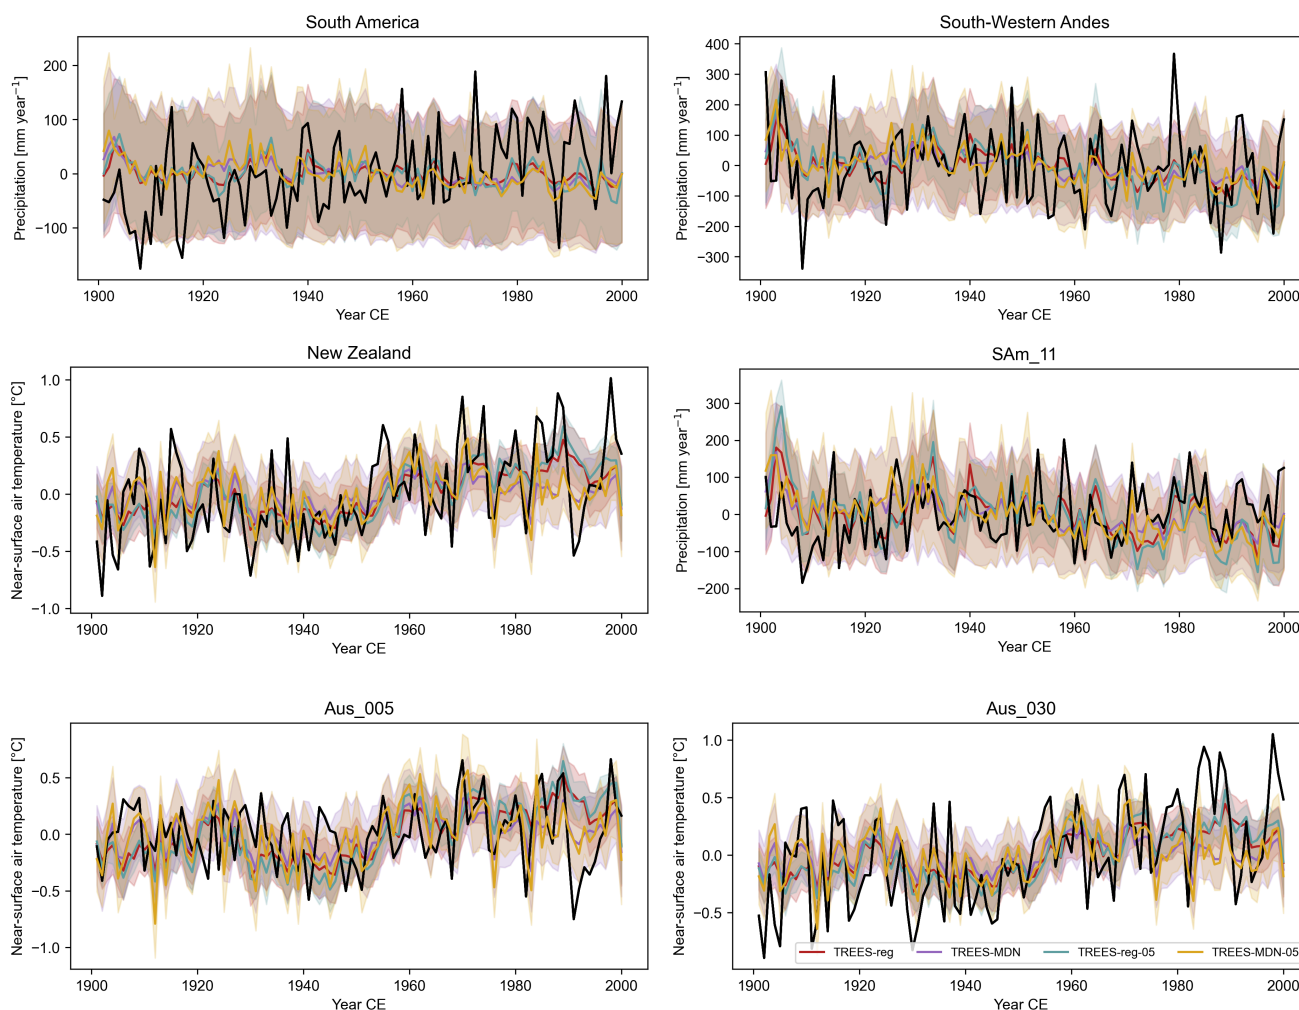 South America
Precipitation [mm year⁻¹]
200
100
0
−100
1900 1920 1940 1960 1980 2000
Year CE
South-Western Andes
Precipitation [mm year⁻¹]
400
300
200
100
0
−100
−200
−300
1900 1920 1940 1960 1980 2000
Year CE
New Zealand
Near-surface air temperature [°C]
1.0
0.5
0.0
−0.5
−1.0
1900 1920 1940 1960 1980 2000
Year CE
SAm_11
Precipitation [mm year⁻¹]
300
200
100
0
−100
−200
1900 1920 1940 1960 1980 2000
Year CE
Aus_005
Near-surface air temperature [°C]
0.5
0.0
−0.5
−1.0
1900 1920 1940 1960 1980 2000
Year CE
Aus_030
Near-surface air temperature [°C]
1.0
0.5
0.0
−0.5
TREES-reg TREES-MDN TREES-reg-05 TREES-MDN-05
1900 1920 1940 1960 1980 2000
Year CE